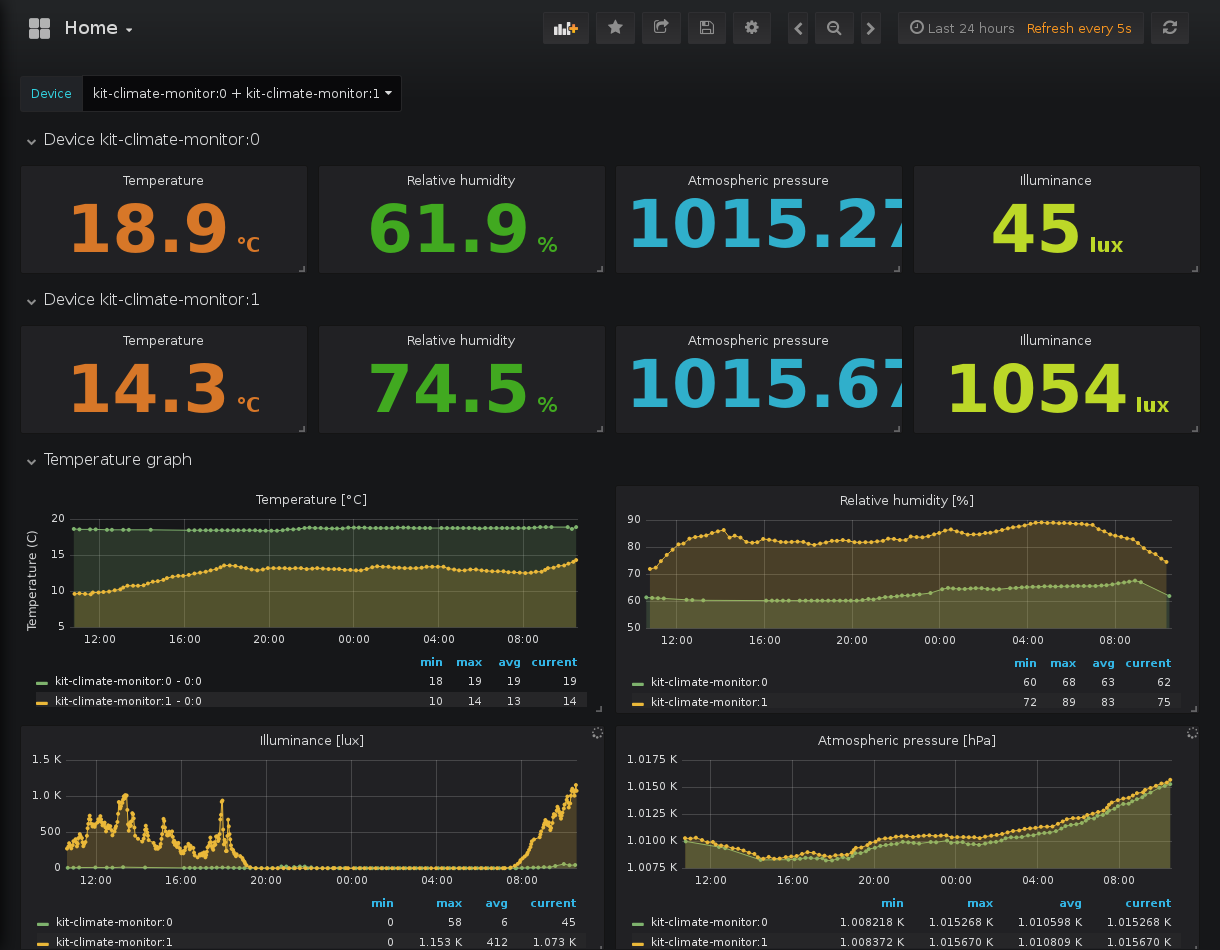 Home
Last 24 hours Refresh every 5s
Device kit-climate-monitor:0 + kit-climate-monitor:1
Device kit-climate-monitor:0
Temperature Relative humidity Atmospheric pressure Illuminance
18.9 °C 61.9 % 1015.27 45 lux
Device kit-climate-monitor:1
Temperature Relative humidity Atmospheric pressure Illuminance
14.3 °C 74.5 % 1015.67 1054 lux
Temperature graph
Temperature [°C]
Temperature (C)
20
15
10
5
12:00 16:00 20:00 00:00 04:00 08:00
min max avg current
kit-climate-monitor:0 - 0:0 18 19 19 19
kit-climate-monitor:1 - 0:0 10 14 13 14
Relative humidity [%]
90
80
70
60
50
12:00 16:00 20:00 00:00 04:00 08:00
min max avg current
kit-climate-monitor:0 60 68 63 62
kit-climate-monitor:1 72 89 83 75
Illuminance [lux]
1.5 K
1.0 K
500
0
12:00 16:00 20:00 00:00 04:00 08:00
min max avg current
kit-climate-monitor:0 0 58 6 45
kit-climate-monitor:1 0 1.153 K 412 1.073 K
Atmospheric pressure [hPa]
1.0175 K
1.0150 K
1.0125 K
1.0100 K
1.0075 K
12:00 16:00 20:00 00:00 04:00 08:00
min max avg current
kit-climate-monitor:0 1.008218 K 1.015268 K 1.010598 K 1.015268 K
kit-climate-monitor:1 1.008372 K 1.015670 K 1.010809 K 1.015670 K